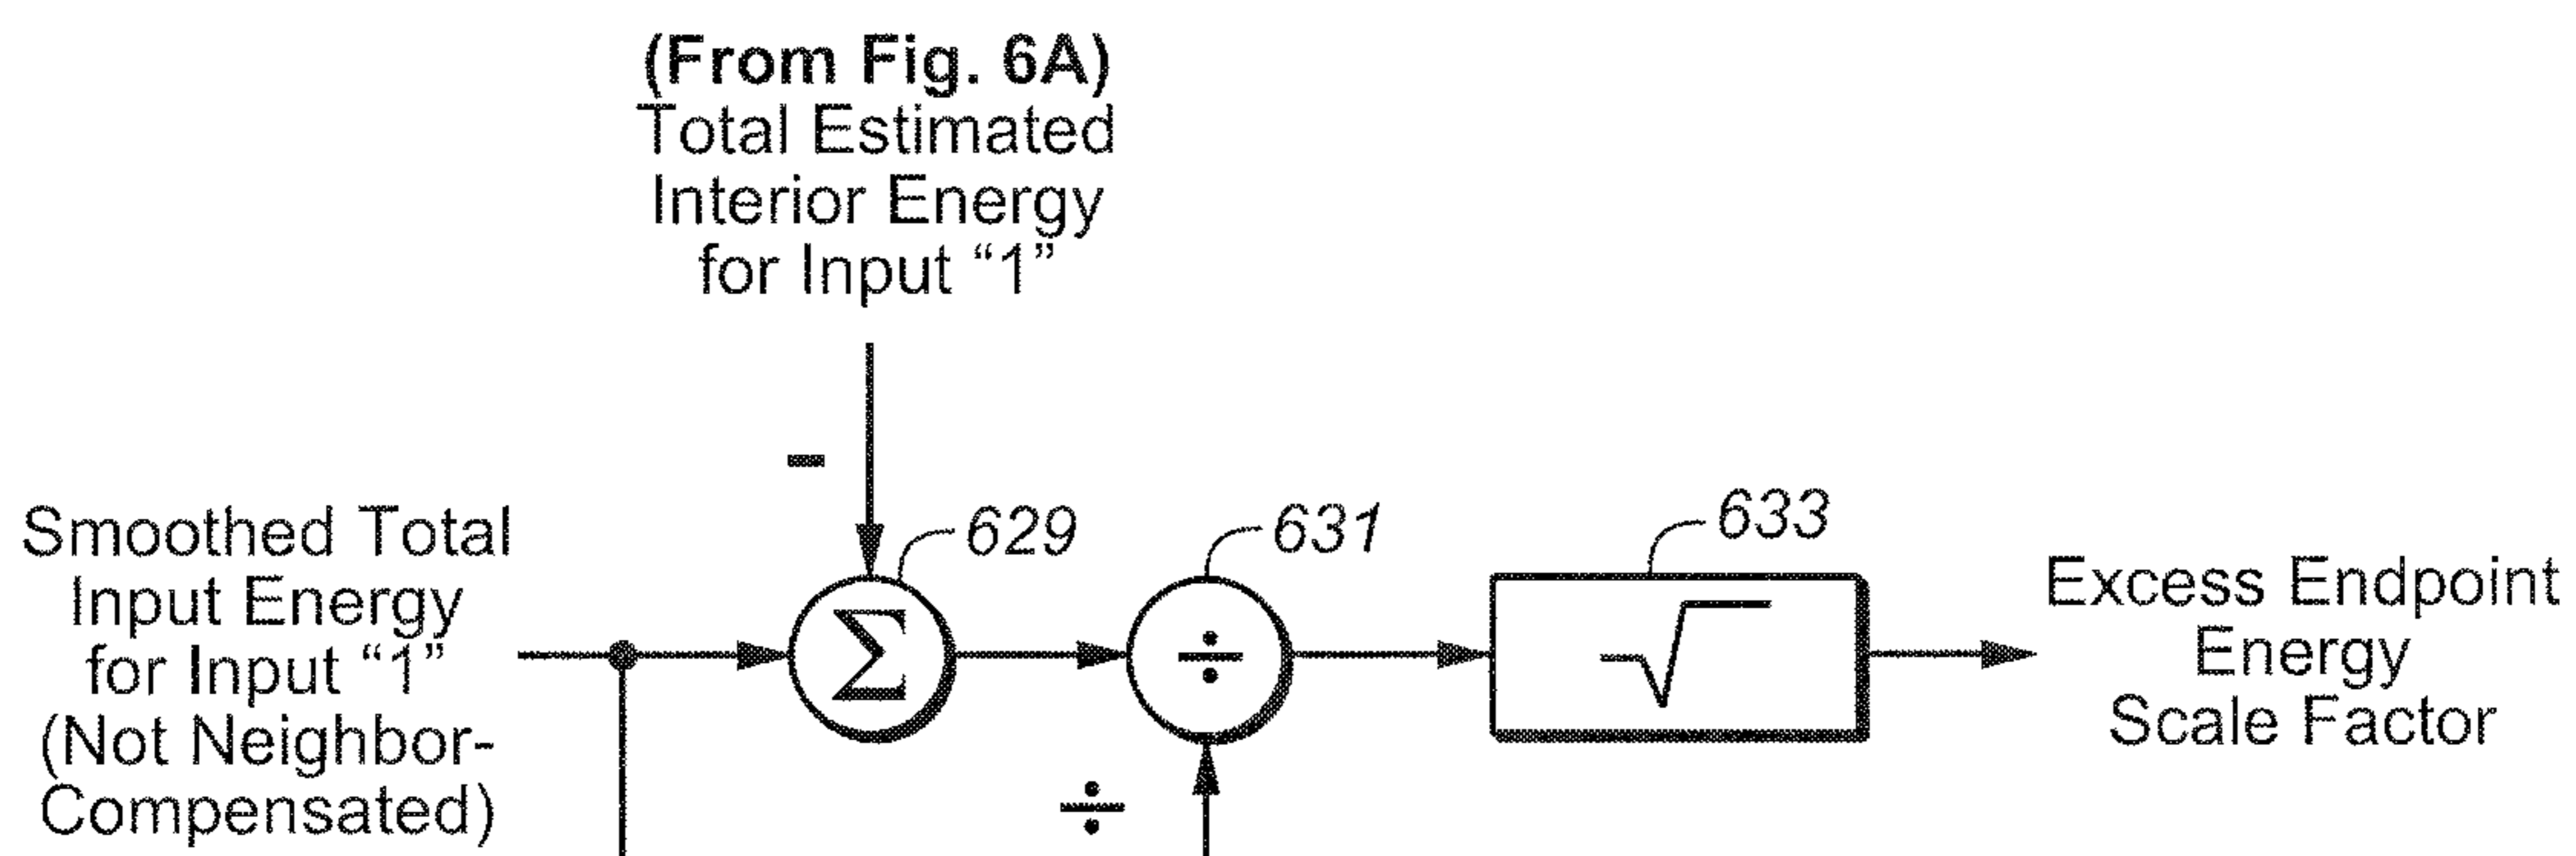 (From Fig. 6A)
Total Estimated
Interior Energy
for Input “1”
-
629
631
633
Smoothed Total
Input Energy
for Input “1”
(Not Neighbor-
Compensated)
Σ
÷
√
÷
Excess Endpoint
Energy
Scale Factor